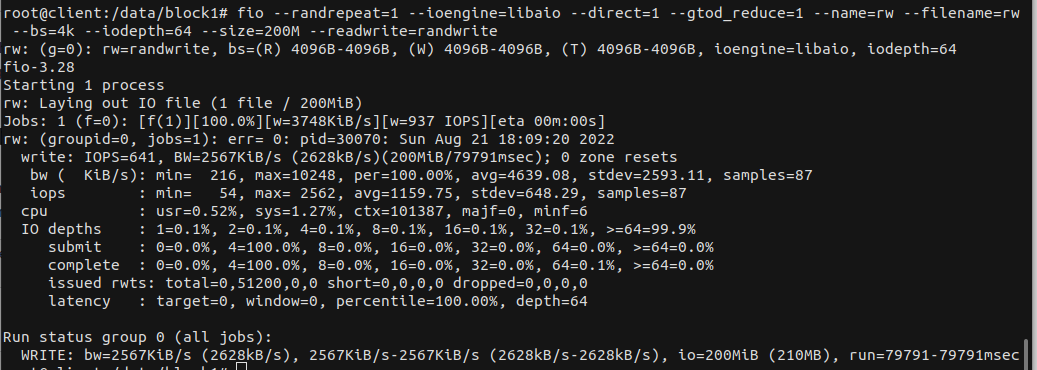 root@client:/data/block1# fio --randrepeat=1 --ioengine=libaio --direct=1 --gtod_reduce=1 --name=rw --filename=rw
 --bs=4k --iodepth=64 --size=200M --readwrite=randwrite
rw: (g=0): rw=randwrite, bs=(R) 4096B-4096B, (W) 4096B-4096B, (T) 4096B-4096B, ioengine=libaio, iodepth=64
fio-3.28
Starting 1 process
rw: Laying out IO file (1 file / 200MiB)
Jobs: 1 (f=0): [f(1)][100.0%][w=3748KiB/s][w=937 IOPS][eta 00m:00s]
rw: (groupid=0, jobs=1): err= 0: pid=30070: Sun Aug 21 18:09:20 2022
  write: IOPS=641, BW=2567KiB/s (2628kB/s)(200MiB/79791msec); 0 zone resets
   bw (  KiB/s): min=  216, max=10248, per=100.00%, avg=4639.08, stdev=2593.11, samples=87
   iops        : min=   54, max= 2562, avg=1159.75, stdev=648.29, samples=87
  cpu          : usr=0.52%, sys=1.27%, ctx=101387, majf=0, minf=6
  IO depths    : 1=0.1%, 2=0.1%, 4=0.1%, 8=0.1%, 16=0.1%, 32=0.1%, >=64=99.9%
     submit    : 0=0.0%, 4=100.0%, 8=0.0%, 16=0.0%, 32=0.0%, 64=0.0%, >=64=0.0%
     complete  : 0=0.0%, 4=100.0%, 8=0.0%, 16=0.0%, 32=0.0%, 64=0.1%, >=64=0.0%
     issued rwts: total=0,51200,0,0 short=0,0,0,0 dropped=0,0,0,0
     latency   : target=0, window=0, percentile=100.00%, depth=64

Run status group 0 (all jobs):
  WRITE: bw=2567KiB/s (2628kB/s), 2567KiB/s-2567KiB/s (2628kB/s-2628kB/s), io=200MiB (210MB), run=79791-79791msec